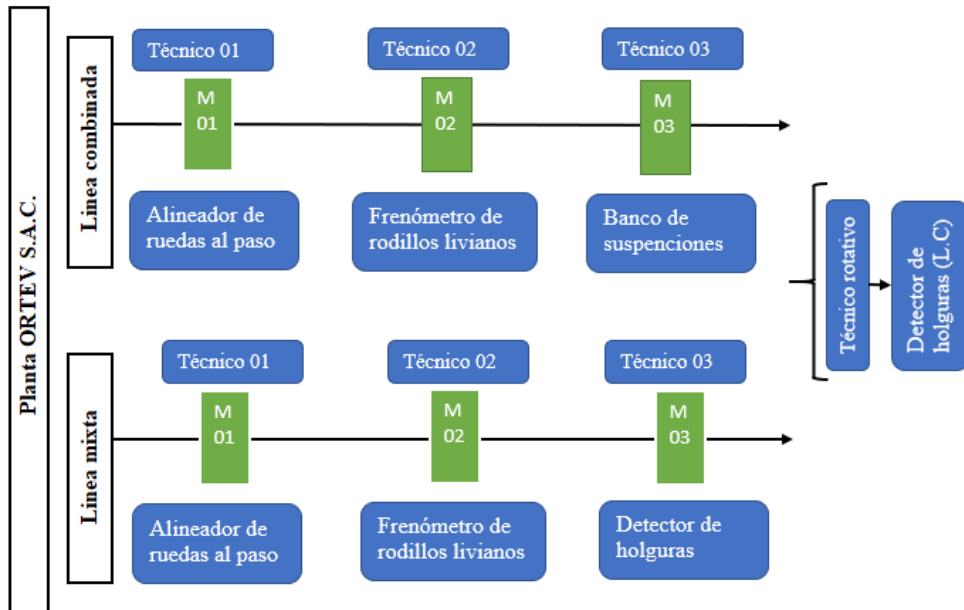 Planta ORTEV S.A.C.
Linea combinada
Técnico 01
Técnico 02
Técnico 03
M
01
M
02
M
03
Alineador de
ruedas al paso
Frenómetro de
rodillos livianos
Banco de
suspenciones
Técnico rotativo
Detector de
holguras (L.C)
Linea mixta
Técnico 01
Técnico 02
Técnico 03
M
01
M
02
M
03
Alineador de
ruedas al paso
Frenómetro de
rodillos livianos
Detector de
holguras